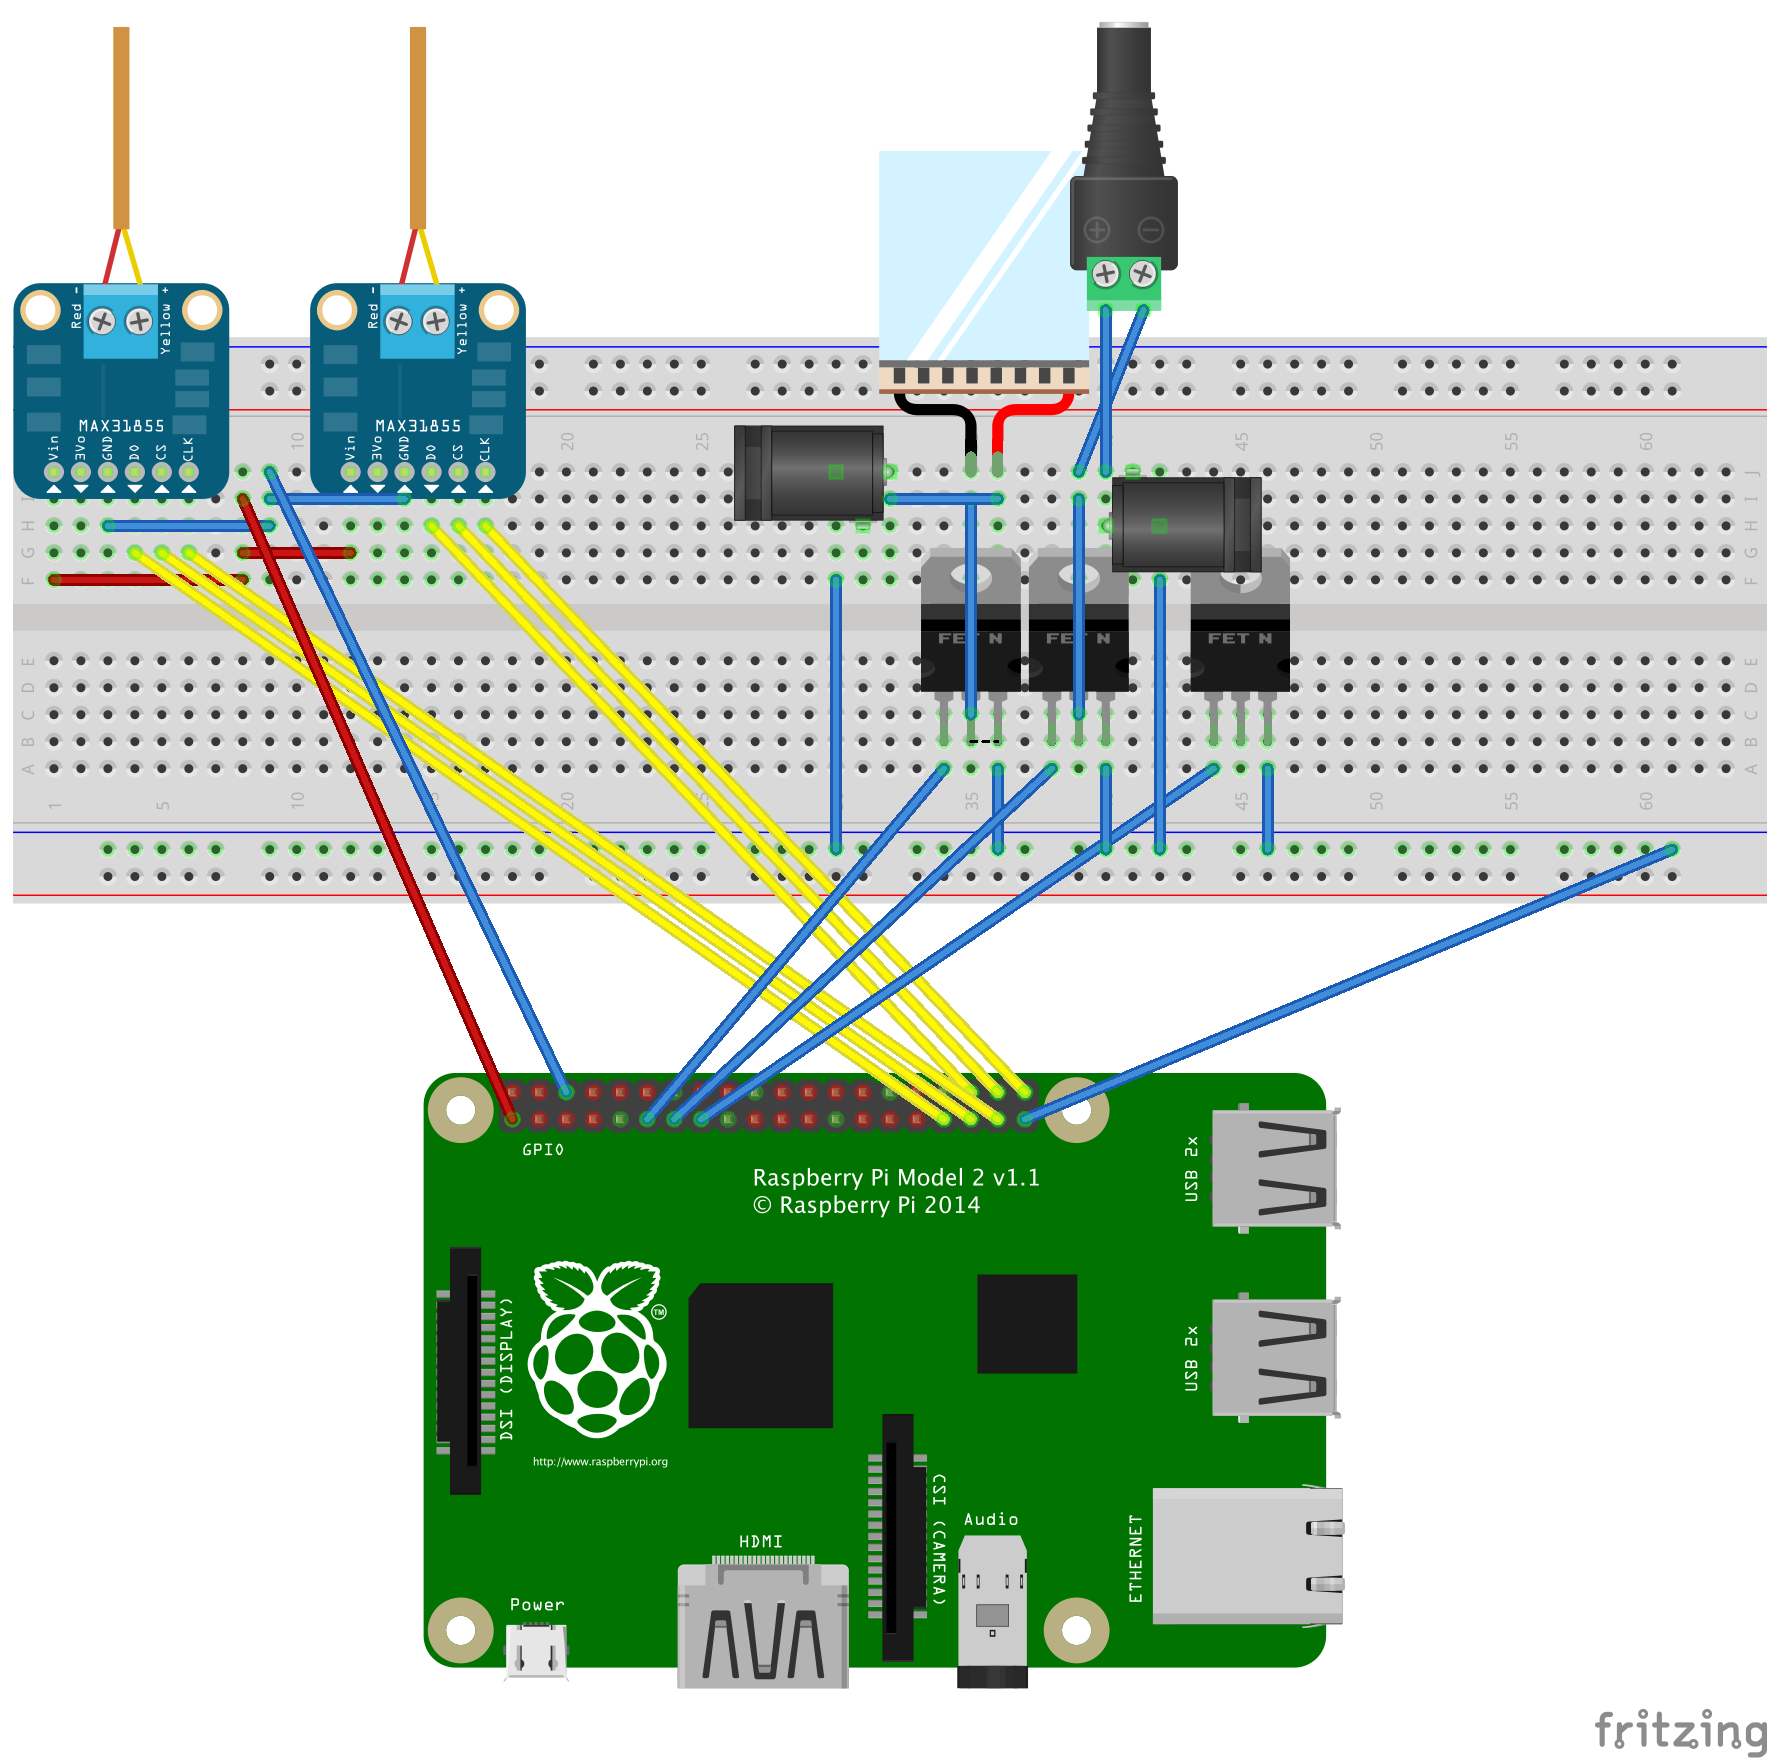 Red -
Yellow +
MAX31855
Vin
3Vo
GND
DO
CS
CLK
Red -
Yellow +
MAX31855
Vin
3Vo
GND
DO
CS
CLK
10
20
25
45
50
55
60
J
I
H
G
F
I
H
G
F
FET N
FET N
FET N
E
D
C
B
A
E
D
C
B
A
1
5
10
20
25
35
45
50
55
60
GPIO
Raspberry Pi Model 2 v1.1
© Raspberry Pi 2014
USB 2x
USB 2x
DSI (DISPLAY)
TM
http://www.raspberrypi.org
CSI (CAMERA)
Audio
ETHERNET
HDMI
Power
fritzing